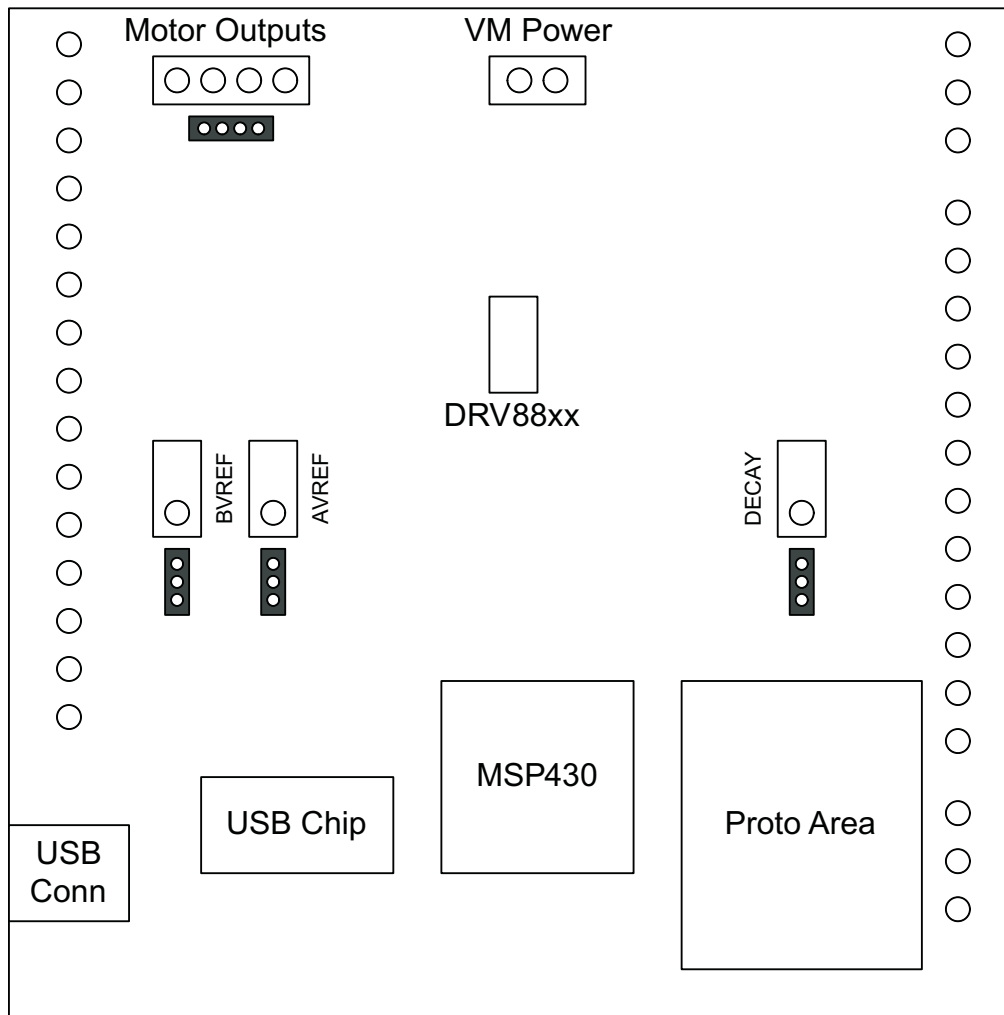 Motor Outputs
VM Power
DRV88xx
BVREF
AVREF
DECAY
MSP430
USB Chip
Proto Area
USB
Conn